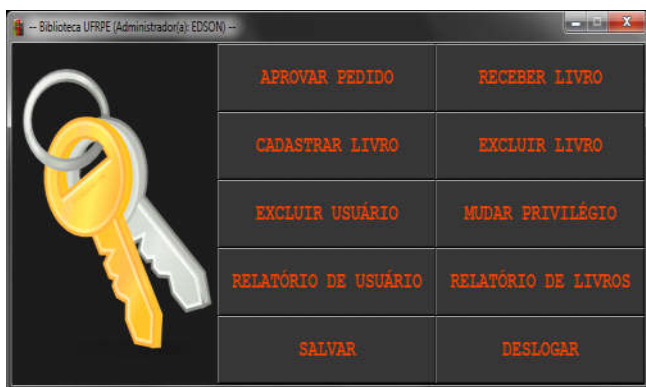 -- Biblioteca UFRPE (Administrador(a): EDSON) --
APROVAR PEDIDO
RECEBER LIVRO
CADASTRAR LIVRO
EXCLUIR LIVRO
EXCLUIR USUÁRIO
MUDAR PRIVILÉGIO
RELATÓRIO DE USUÁRIO
RELATÓRIO DE LIVROS
SALVAR
DESLOGAR